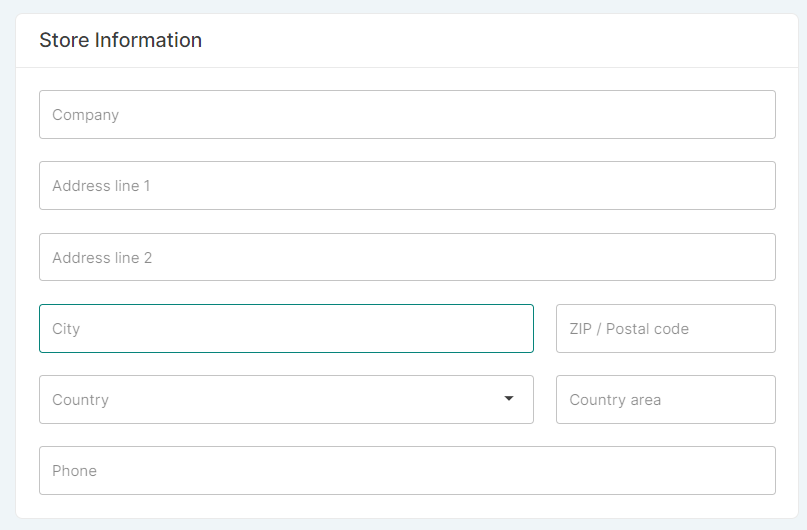 Store Information
Company
Address line 1
Address line 2
City
ZIP / Postal code
Country
Country area
Phone